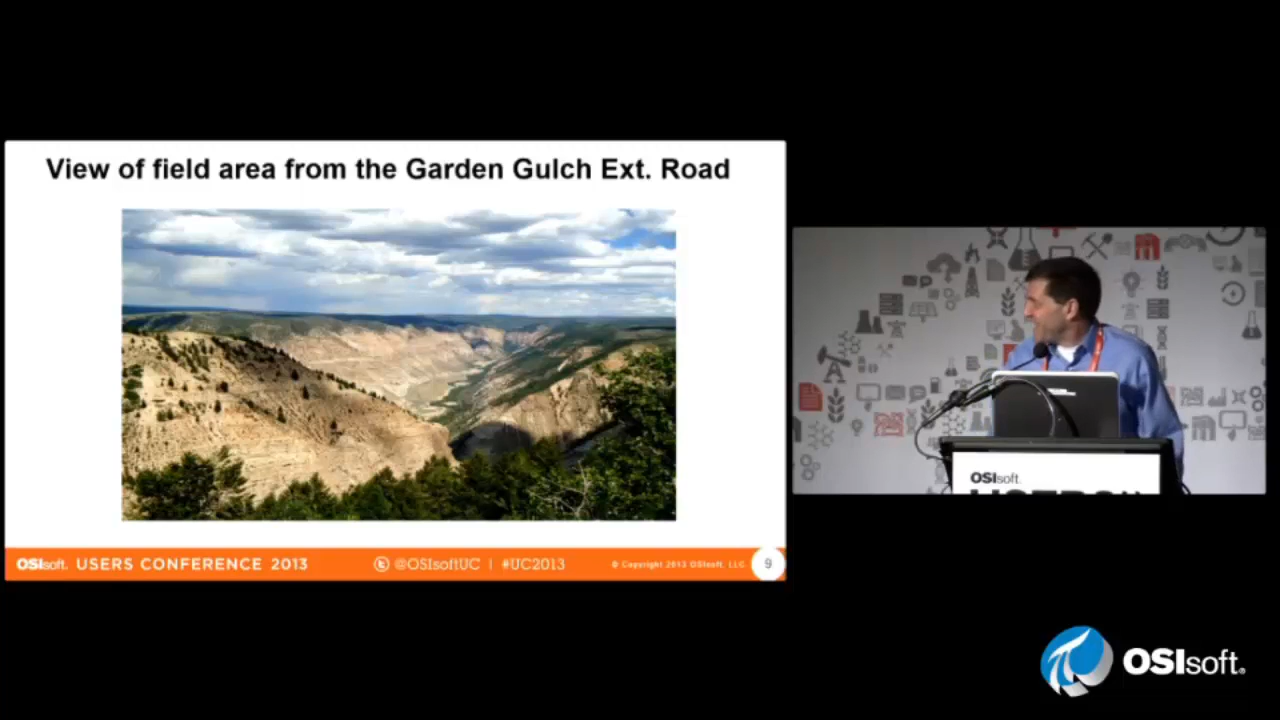 View of field area from the Garden Gulch Ext. Road
OSIsoft. USERS CONFERENCE 2013
@OSIsoftUC | #UC2013
© Copyright 2013 OSIsoft, LLC.
9
OSIsoft.
OSIsoft.